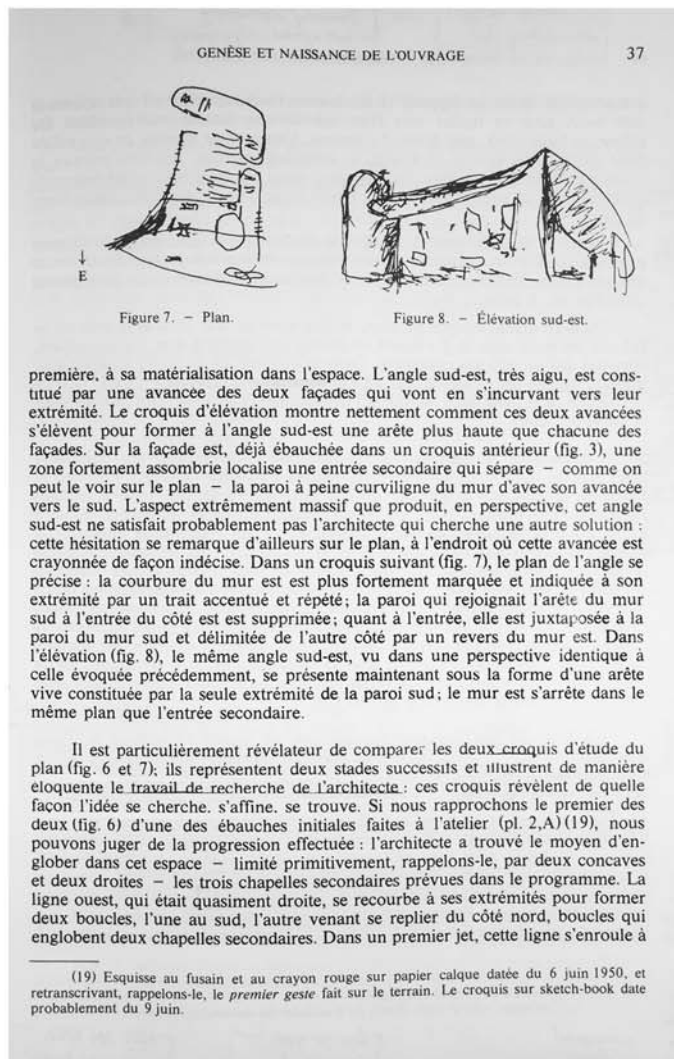 GENÈSE ET NAISSANCE DE L'OUVRAGE 37
↓
E
Figure 7. − Plan.
Figure 8. − Élévation sud-est.
première, à sa matérialisation dans l'espace. L'angle sud-est, très aigu, est cons-
titué par une avancée des deux façades qui vont en s'incurvant vers leur
extrémité. Le croquis d'élévation montre nettement comment ces deux avancées
s'élèvent pour former à l'angle sud-est une arête plus haute que chacune des
façades. Sur la façade est, déjà ébauchée dans un croquis antérieur (fig. 3), une
zone fortement assombrie localise une entrée secondaire qui sépare − comme on
peut le voir sur le plan − la paroi à peine curviligne du mur d'avec son avancée
vers le sud. L'aspect extrêmement massif que produit, en perspective, cet angle
sud-est ne satisfait probablement pas l'architecte qui cherche une autre solution :
cette hésitation se remarque d'ailleurs sur le plan, à l'endroit où cette avancée est
crayonnée de façon indécise. Dans un croquis suivant (fig. 7), le plan de l'angle se
précise : la courbure du mur est est plus fortement marquée et indiquée à son
extrémité par un trait accentué et répété ; la paroi qui rejoignait l'arête du mur
sud à l'entrée du côté est est supprimée ; quant à l'entrée, elle est juxtaposée à la
paroi du mur sud et délimitée de l'autre côté par un revers du mur est. Dans
l'élévation (fig. 8), le même angle sud-est, vu dans une perspective identique à
celle évoquée précédemment, se présente maintenant sous la forme d'une arête
vive constituée par la seule extrémité de la paroi sud ; le mur est s'arrête dans le
même plan que l'entrée secondaire.
Il est particulièrement révélateur de comparer les deux croquis d'étude du
plan (fig. 6 et 7); ils représentent deux stades successifs et illustrent de manière
eloquente le travail de recherche de l'architecte : ces croquis révèlent de quelle
façon l'idée se cherche, s'affine, se trouve. Si nous rapprochons le premier des
deux (fig. 6) d'une des ébauches initiales faites à l'atelier (pl. 2,A) (19), nous
pouvons juger de la progression effectuée : l'architecte a trouvé le moyen d'en-
glober dans cet espace − limité primitivement, rappelons-le, par deux concaves
et deux droites − les trois chapelles secondaires prévues dans le programme. La
ligne ouest, qui était quasiment droite, se recourbe à ses extrémités pour former
deux boucles, l'une au sud, l'autre venant se replier du côté nord, boucles qui
englobent deux chapelles secondaires. Dans un premier jet, cette ligne s'enroule à
(19) Esquisse au fusain et au crayon rouge sur papier calque datée du 6 juin 1950, et
retranscrivant, rappelons-le, le premier geste fait sur le terrain. Le croquis sur sketch-book date
probablement du 9 juin.